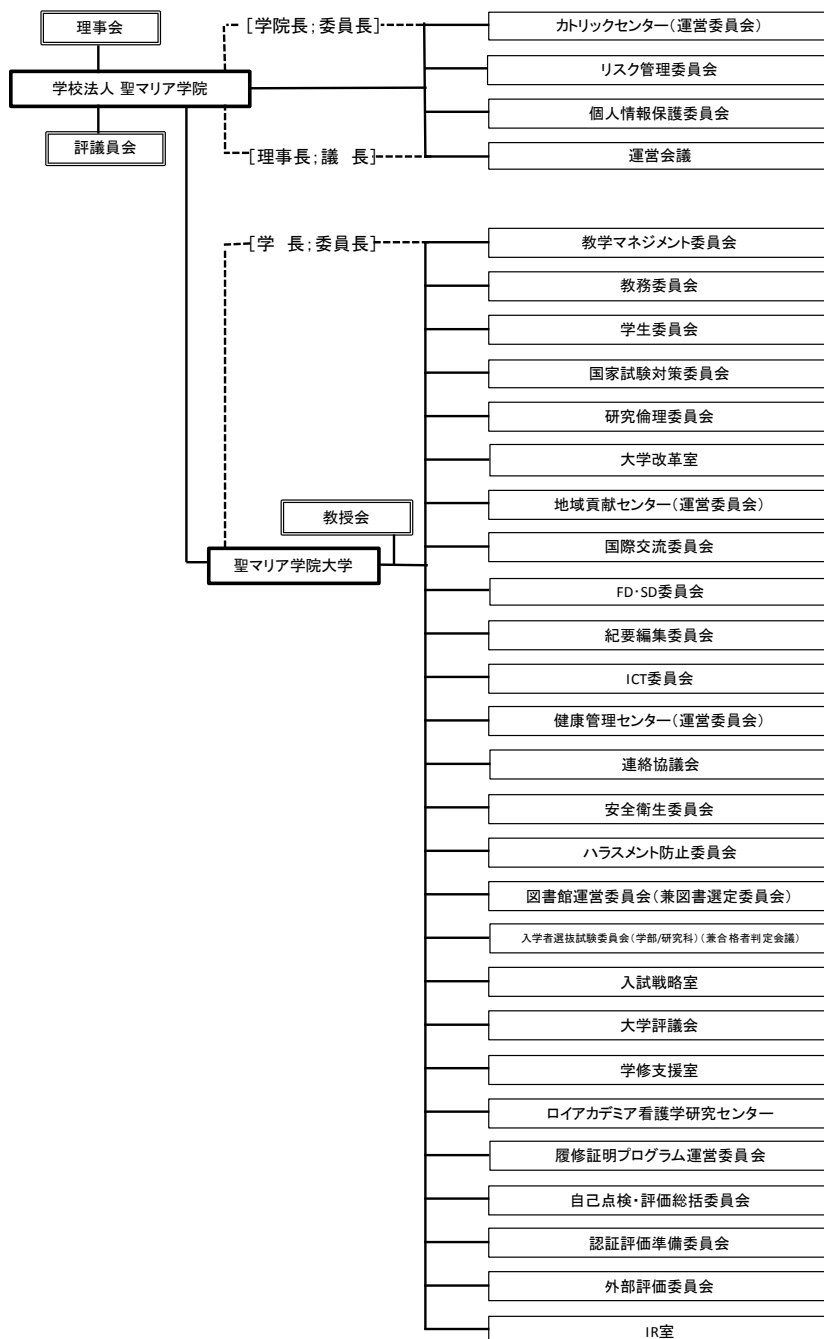 理事会
学校法人 聖マリア学院
評議員会
[学院長;委員長]
[理事長;議 長]
カトリックセンター(運営委員会)
リスク管理委員会
個人情報保護委員会
運営会議
[学 長;委員長]
教授会
聖マリア学院大学
教学マネジメント委員会
教務委員会
学生委員会
国家試験対策委員会
研究倫理委員会
大学改革室
地域貢献センター(運営委員会)
国際交流委員会
FD・SD委員会
紀要編集委員会
ICT委員会
健康管理センター(運営委員会)
連絡協議会
安全衛生委員会
ハラスメント防止委員会
図書館運営委員会(兼図書選定委員会)
入学者選抜試験委員会(学部/研究科)(兼合格者判定会議)
入試戦略室
大学評議会
学修支援室
ロイアカデミア看護学研究センター
履修証明プログラム運営委員会
自己点検・評価総括委員会
認証評価準備委員会
外部評価委員会
IR室